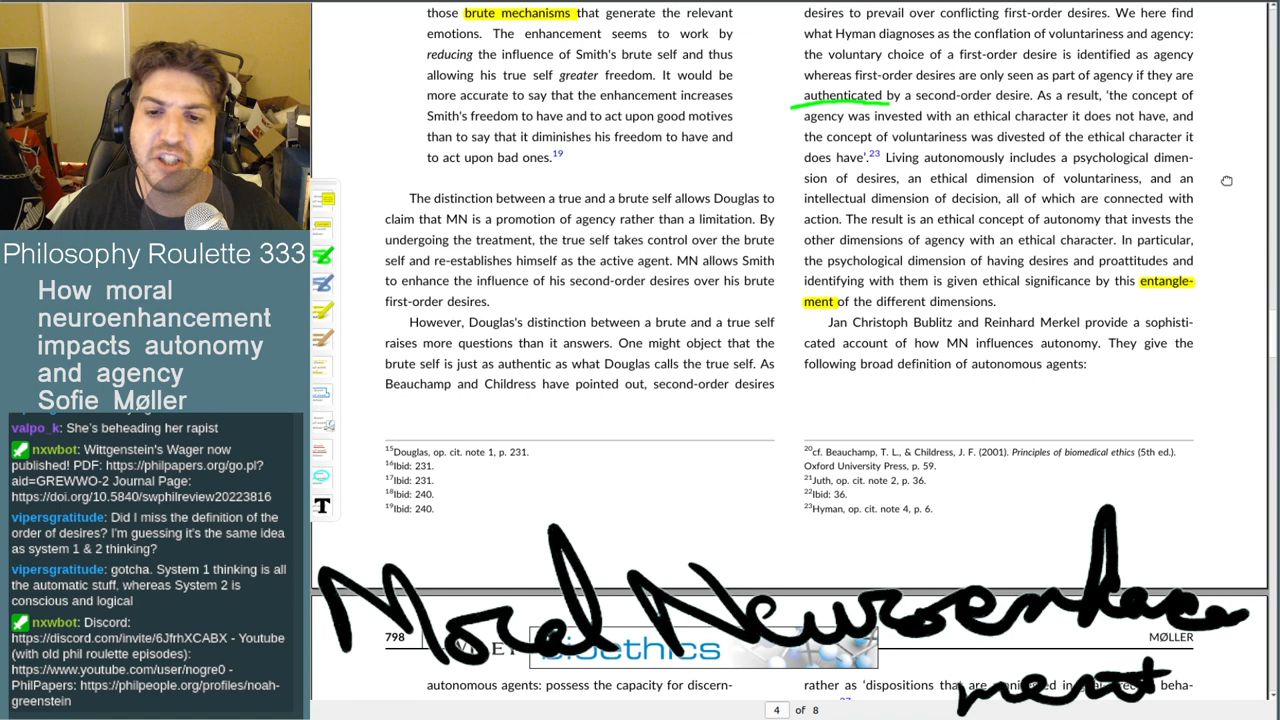 those brute mechanisms that generate the relevant
emotions. The enhancement seems to work by
reducing the influence of Smith's brute self and thus
allowing his true self greater freedom. It would be
more accurate to say that the enhancement increases
Smith's freedom to have and to act upon good motives
than to say that it diminishes his freedom to have and
to act upon bad ones.19
The distinction between a true and a brute self allows Douglas to
claim that MN is a promotion of agency rather than a limitation. By
undergoing the treatment, the true self takes control over the brute
self and re-establishes himself as the active agent. MN allows Smith
to enhance the influence of his second-order desires over his brute
first-order desires.
However, Douglas's distinction between a brute and a true self
raises more questions than it answers. One might object that the
brute self is just as authentic as what Douglas calls the true self. As
Beauchamp and Childress have pointed out, second-order desires
15Douglas, op. cit. note 1, p. 231.
16Ibid: 231.
17Ibid: 231.
18Ibid: 240.
19Ibid: 240.
desires to prevail over conflicting first-order desires. We here find
what Hyman diagnoses as the conflation of voluntariness and agency:
the voluntary choice of a first-order desire is identified as agency
whereas first-order desires are only seen as part of agency if they are
authenticated by a second-order desire. As a result, 'the concept of
agency was invested with an ethical character it does not have, and
the concept of voluntariness was divested of the ethical character it
does have'.23 Living autonomously includes a psychological dimen-
sion of desires, an ethical dimension of voluntariness, and an
intellectual dimension of decisions all of which are connected with
action. The result is an ethical concept of autonomy that invests the
other dimensions of agency with an ethical character. In particular,
the psychological dimension of having desires and proattitudes and
identifying with them is given ethical significance by this entangle-
ment of the different dimensions.
Jan Christoph Bublitz and Reinhard Merkel provide a sophisti-
cated account of how MN influences autonomy. They give the
following broad definition of autonomous agents:
20cf. Beauchamp, T. L., & Childress, J. F. (2001). Principles of biomedical ethics (5th ed.).
Oxford University Press, p. 59.
21Juth, op. cit. note 2, p. 36.
22Ibid: 36.
23Hyman, op. cit. note 4, p. 6.
Philosophy Roulette 333
How moral
neuroenhancement
impacts autonomy
and agency
Sofie Møller
valpo_k: She's beheading her rapist
nxwbot: Wittgenstein's Wager now
published! PDF: https://philpapers.org/go.pl?
aid=GREWWO-2 Journal Page:
https://doi.org/10.5840/swphilreview20223816
vipersgratitude: Did I miss the definition of the
order of desires? I'm guessing it's the same idea
as system 1 & 2 thinking?
vipersgratitude: gotcha. System 1 thinking is all
the automatic stuff, whereas System 2 is
conscious and logical
nxwbot: Discord:
https://discord.com/invite/6JfrhXCABX - Youtube
(with old phil roulette episodes):
https://www.youtube.com/user/nogre0 -
PhilPapers: https://philpeople.org/profiles/noah-
greenstein
T
Moral Neuroenhance
ment
798
bioethics
MØLLER
autonomous agents: possess the capacity for discern-
4 of 8